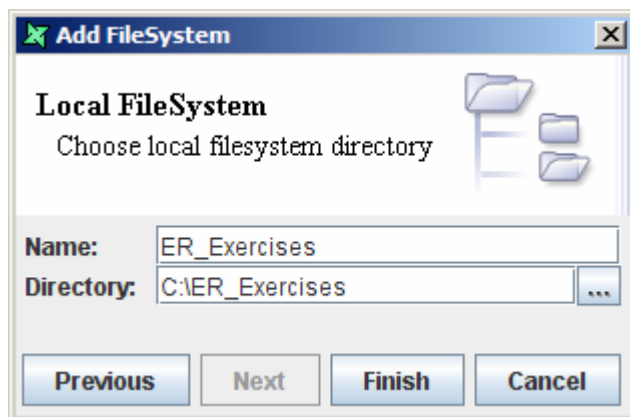 Add FileSystem
Local FileSystem
Choose local filesystem directory
Name: ER_Exercises
Directory: C:\ER_Exercises ...
Previous Next Finish Cancel